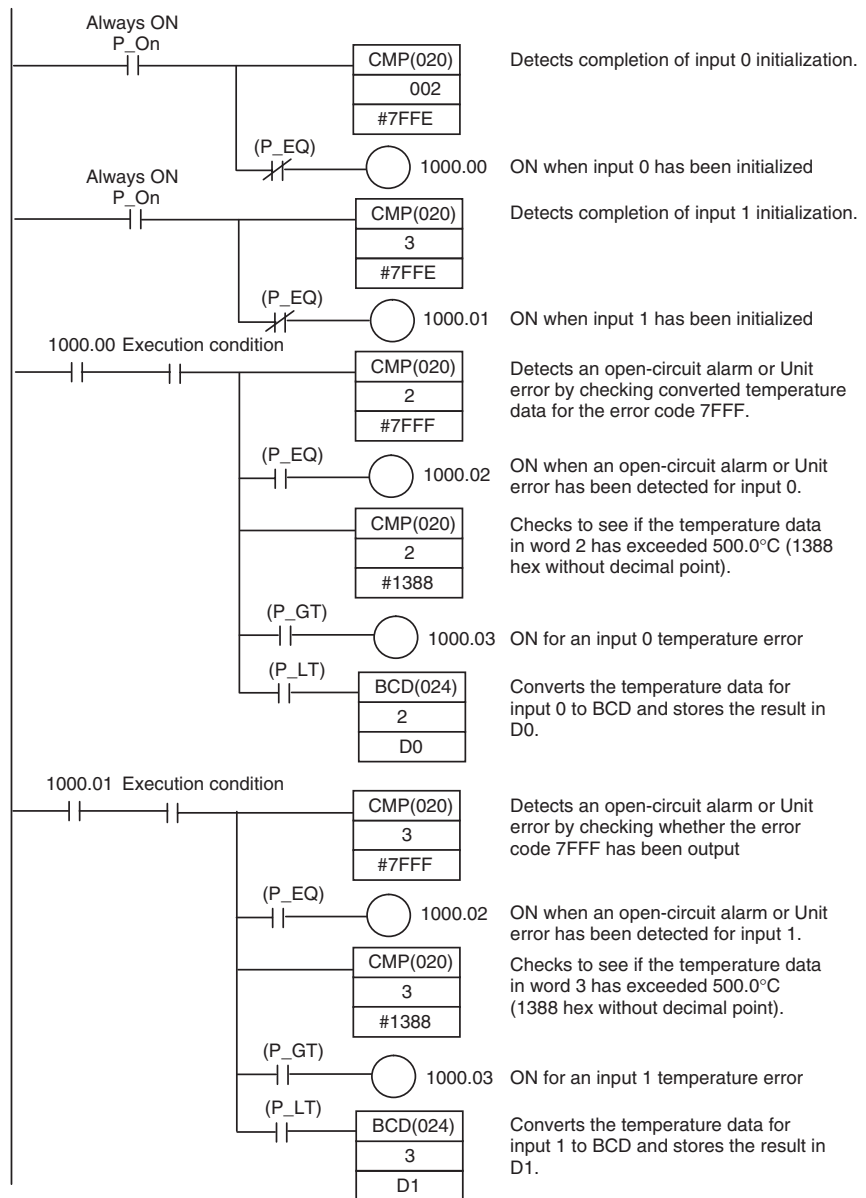 Always ON
P_On
CMP(020)
002
#7FFE
Detects completion of input 0 initialization.
(P_EQ)
1000.00
ON when input 0 has been initialized
Always ON
P_On
CMP(020)
3
#7FFE
Detects completion of input 1 initialization.
(P_EQ)
1000.01
ON when input 1 has been initialized
1000.00 Execution condition
CMP(020)
2
#7FFF
Detects an open-circuit alarm or Unit
error by checking converted temperature
data for the error code 7FFF.
(P_EQ)
1000.02
ON when an open-circuit alarm or Unit
error has been detected for input 0.
CMP(020)
2
#1388
Checks to see if the temperature data
in word 2 has exceeded 500.0°C (1388
hex without decimal point).
(P_GT)
1000.03
ON for an input 0 temperature error
(P_LT)
BCD(024)
2
D0
Converts the temperature data for
input 0 to BCD and stores the result in
D0.
1000.01 Execution condition
CMP(020)
3
#7FFF
Detects an open-circuit alarm or Unit
error by checking whether the error
code 7FFF has been output
(P_EQ)
1000.02
ON when an open-circuit alarm or Unit
error has been detected for input 1.
CMP(020)
3
#1388
Checks to see if the temperature data
in word 3 has exceeded 500.0°C
(1388 hex without decimal point).
(P_GT)
1000.03
ON for an input 1 temperature error
(P_LT)
BCD(024)
3
D1
Converts the temperature data for
input 1 to BCD and stores the result in
D1.